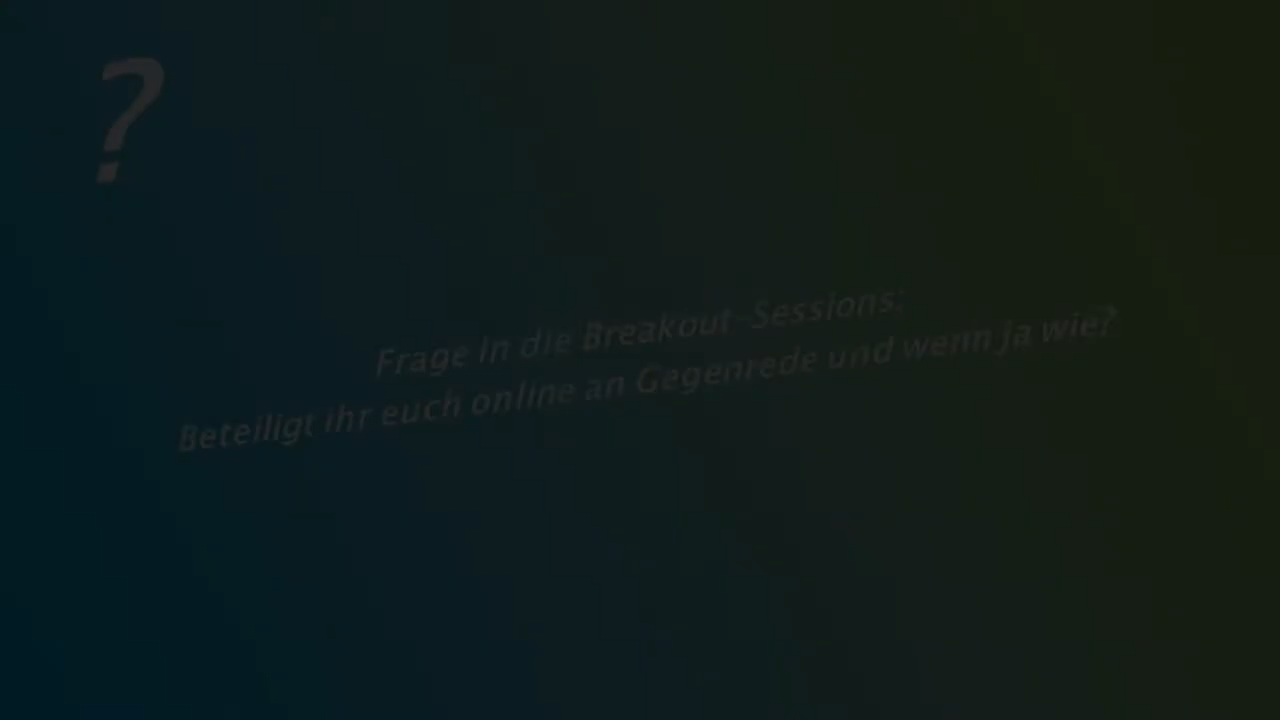 ?
Frage in die Breakout-Sessions:
Beteiligt ihr euch online an Gegenrede und wenn ja wie?